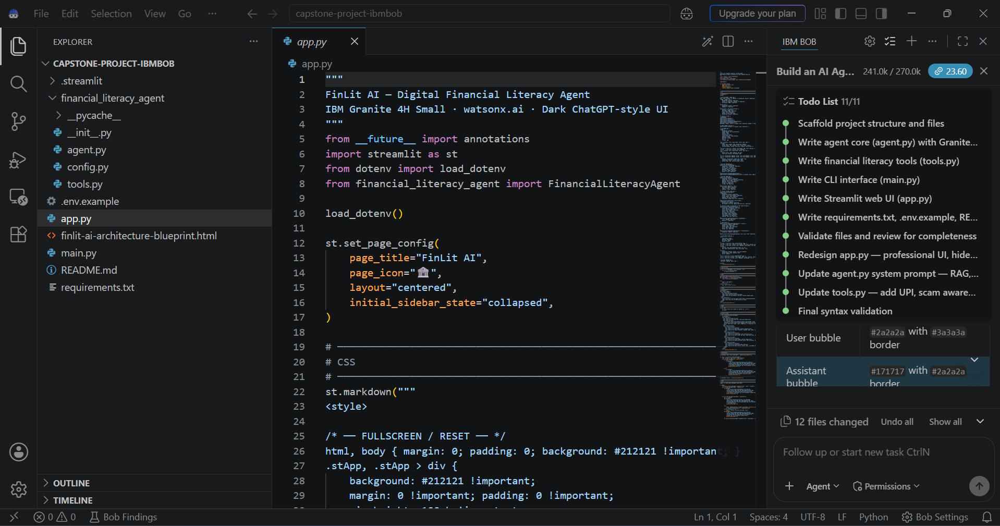 File Edit Selection View Go ···
capstone-project-ibmbob
Upgrade your plan
EXPLORER
CAPSTONE-PROJECT-IBMBOB
.streamlit
financial_literacy_agent
__pycache__
__init__.py
agent.py
config.py
tools.py
.env.example
app.py
finlit-ai-architecture-blueprint.html
main.py
README.md
requirements.txt
OUTLINE
TIMELINE
app.py
app.py
1 """
2 FinLit AI — Digital Financial Literacy Agent
3 IBM Granite 4H Small · watsonx.ai · Dark ChatGPT-style UI
4 """
5 from __future__ import annotations
6 import streamlit as st
7 from dotenv import load_dotenv
8 from financial_literacy_agent import FinancialLiteracyAgent
9
10 load_dotenv()
11
12 st.set_page_config(
13 page_title="FinLit AI",
14 page_icon="🏦",
15 layout="centered",
16 initial_sidebar_state="collapsed",
17 )
18
19 # ──────────
20 # CSS
21 # ──────────
22 st.markdown("""
23 <style>
24
25 /* ── FULLSCREEN / RESET ── */
26 html, body { margin: 0; padding: 0; background: #212121 !important; }
27 .stApp, .stApp > div {
28 background: #212121 !important;
29 margin: 0 !important; padding: 0 !important;
IBM BOB
Build an AI Ag... 241.0k / 270.0k 23.60
Todo List 11/11
Scaffold project structure and files
Write agent core (agent.py) with Granite...
Write financial literacy tools (tools.py)
Write CLI interface (main.py)
Write Streamlit web UI (app.py)
Write requirements.txt, .env.example, RE...
Validate files and review for completeness
Redesign app.py — professional UI, hide...
Update agent.py system prompt — RAG,...
Update tools.py — add UPI, scam aware...
Final syntax validation
User bubble #2a2a2a with #3a3a3a border
Assistant bubble #171717 with #2a2a2a border
12 files changed Undo all Show all
Follow up or start new task CtrlN
Agent Permissions
0 0 Bob Findings
Ln 1, Col 1 Spaces: 4 UTF-8 LF Python Bob Settings